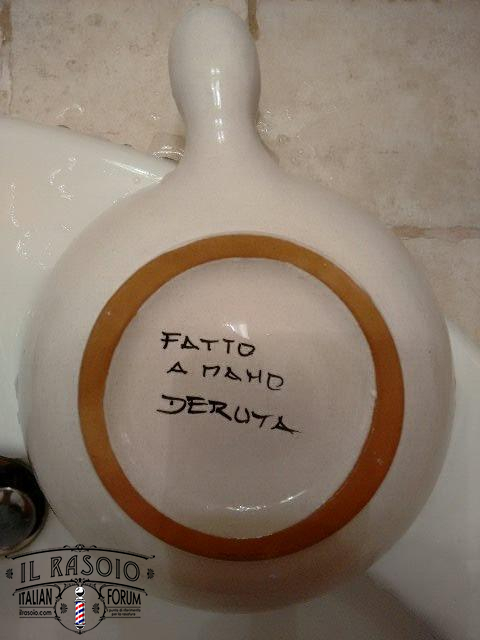 FATTO
A MANO
DERUTA
IL RASOIO
ITALIAN FORUM
ilrasoio.com